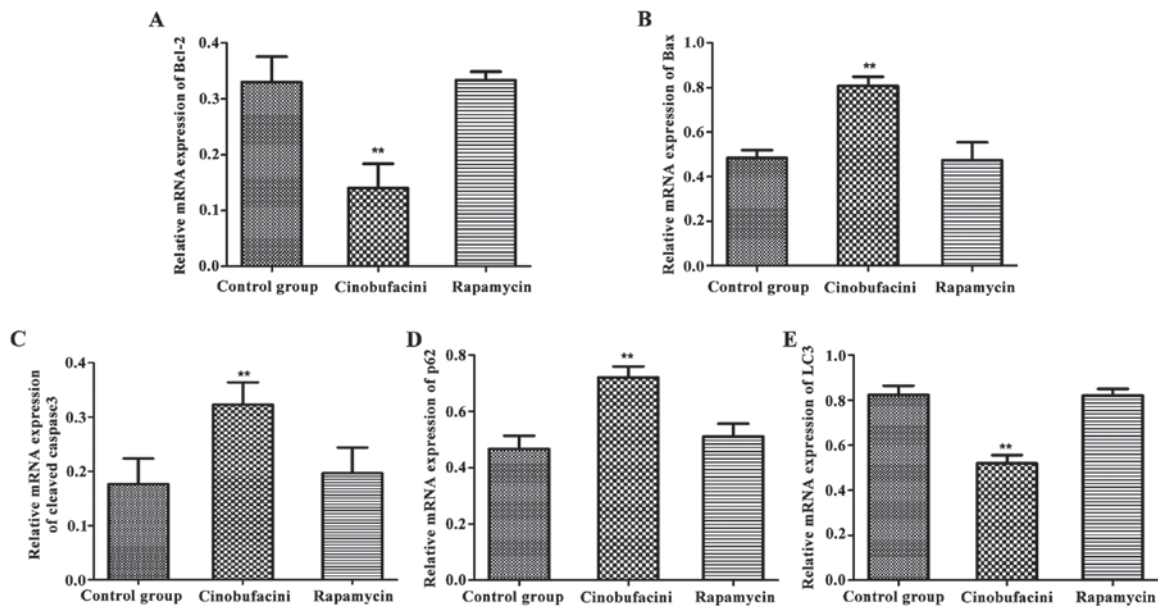 A
Relative mRNA expression of Bcl-2
0.4
0.3
0.2
0.1
0.0
**
Control group Cinobufacini Rapamycin
B
Relative mRNA expression of Bax
1.0
0.8
0.6
0.4
0.2
0.0
**
Control group Cinobufacini Rapamycin
C
Relative mRNA expression
of cleaved caspase3
0.4
0.3
0.2
0.1
0.0
**
Control group Cinobufacini Rapamycin
D
Relative mRNA expression of p62
0.8
0.6
0.4
0.2
0.0
**
Control group Cinobufacini Rapamycin
E
Relative mRNA expression of LC3
1.0
0.8
0.6
0.4
0.2
0.0
**
Control group Cinobufacini Rapamycin